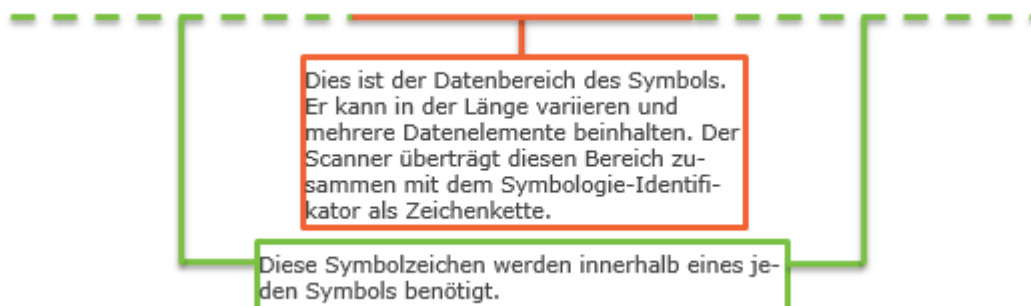 Dies ist der Datenbereich des Symbols.
Er kann in der Länge variieren und
mehrere Datenelemente beinhalten. Der
Scanner überträgt diesen Bereich zu-
sammen mit dem Symbologie-Identifi-
kator als Zeichenkette.
Diese Symbolzeichen werden innerhalb eines je-
den Symbols benötigt.